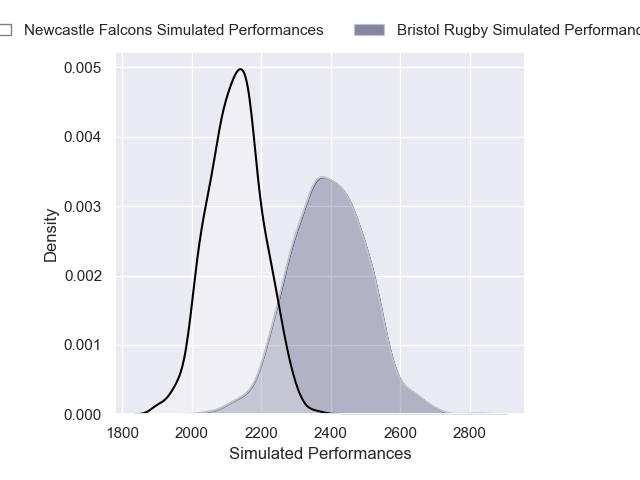 Newcastle Falcons Simulated Performances
Bristol Rugby Simulated
0.005
0.004
0.003
0.002
0.001
0.000
Density
1800 2000 2200 2400 2600 2800
Simulated Performances